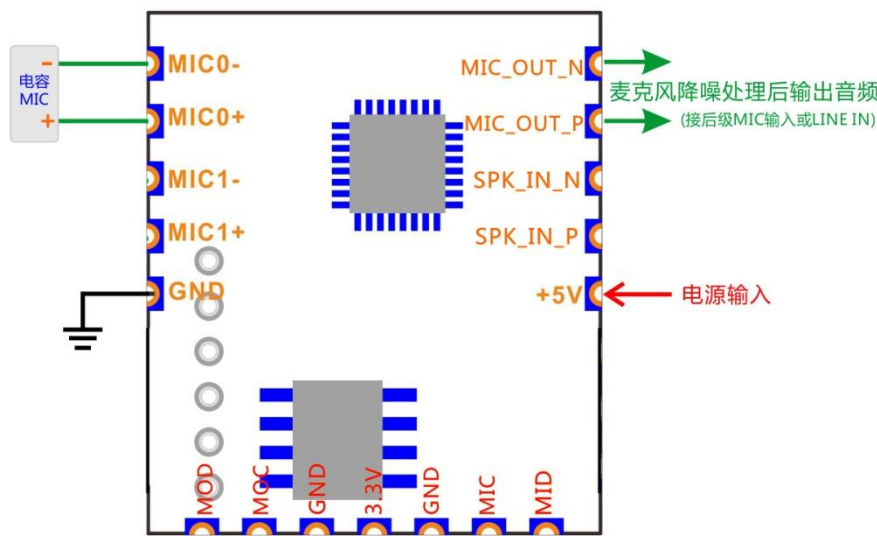 -
电容
MIC
+
MIC0-
MIC0+
MIC1-
MIC1+
GND
MIC_OUT_N
MIC_OUT_P
SPK_IN_N
SPK_IN_P
+5V
麦克风降噪处理后输出音频
(接后级MIC输入或LINE IN)
电源输入
MOD
MOC
GND
3.3V
GND
MIC
MID